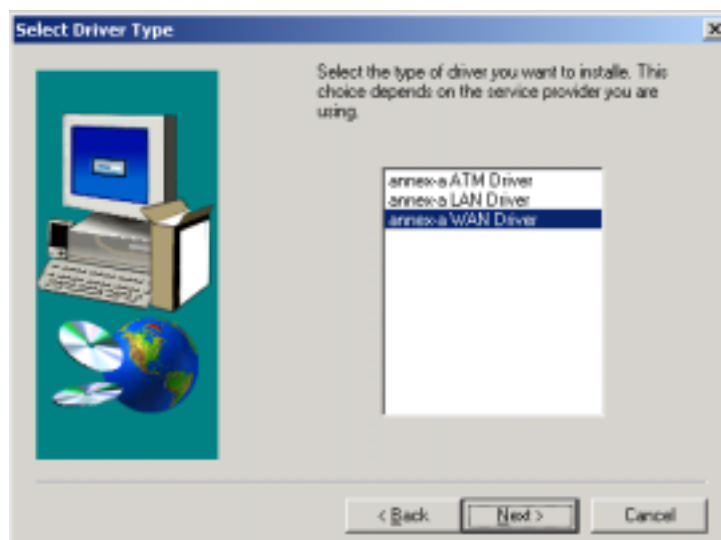 Select Driver Type
Select the type of driver you want to installe. This
choice depends on the service provider you are
using.
annex-a ATM Driver
annex-a LAN Driver
annex-a WAN Driver
< Back
Next >
Cancel